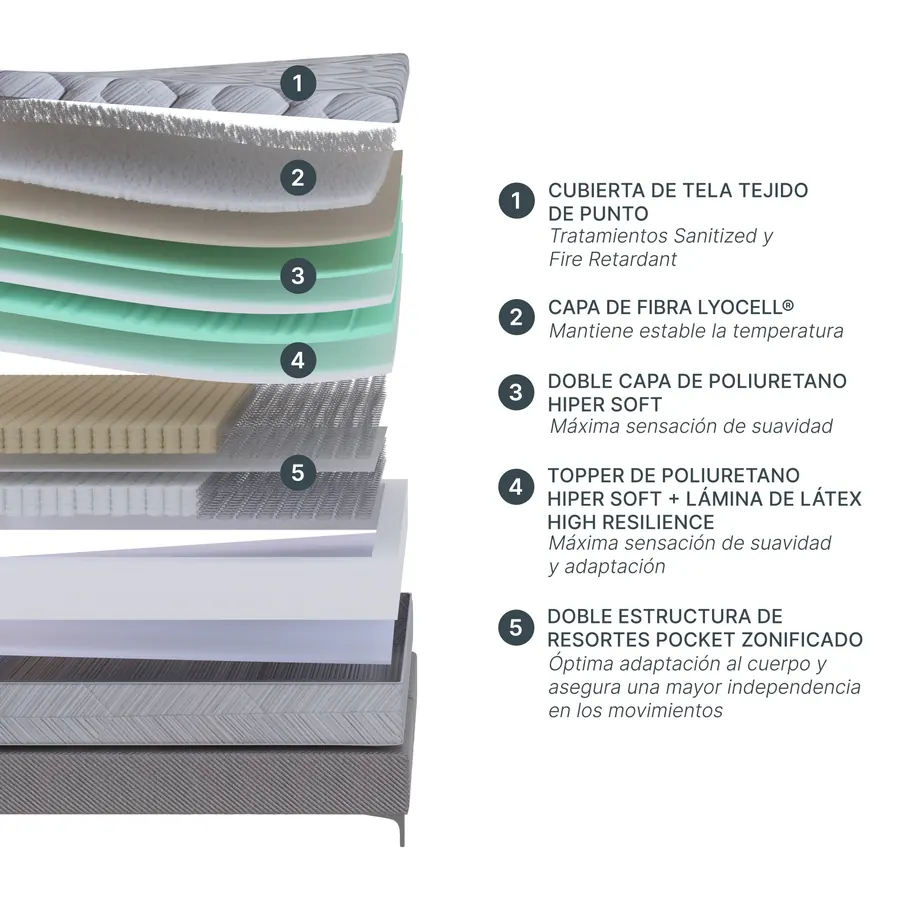 1
2
3
4
5
1 CUBIERTA DE TELA TEJIDO
DE PUNTO
Tratamientos Sanitized y
Fire Retardant
2 CAPA DE FIBRA LYOCELL®
Mantiene estable la temperatura
3 DOBLE CAPA DE POLIURETANO
HIPER SOFT
Máxima sensación de suavidad
4 TOPPER DE POLIURETANO
HIPER SOFT + LÁMINA DE LÁTEX
HIGH RESILIENCE
Máxima sensación de suavidad
y adaptación
5 DOBLE ESTRUCTURA DE
RESORTES POCKET ZONIFICADO
Óptima adaptación al cuerpo y
asegura una mayor independencia
en los movimientos